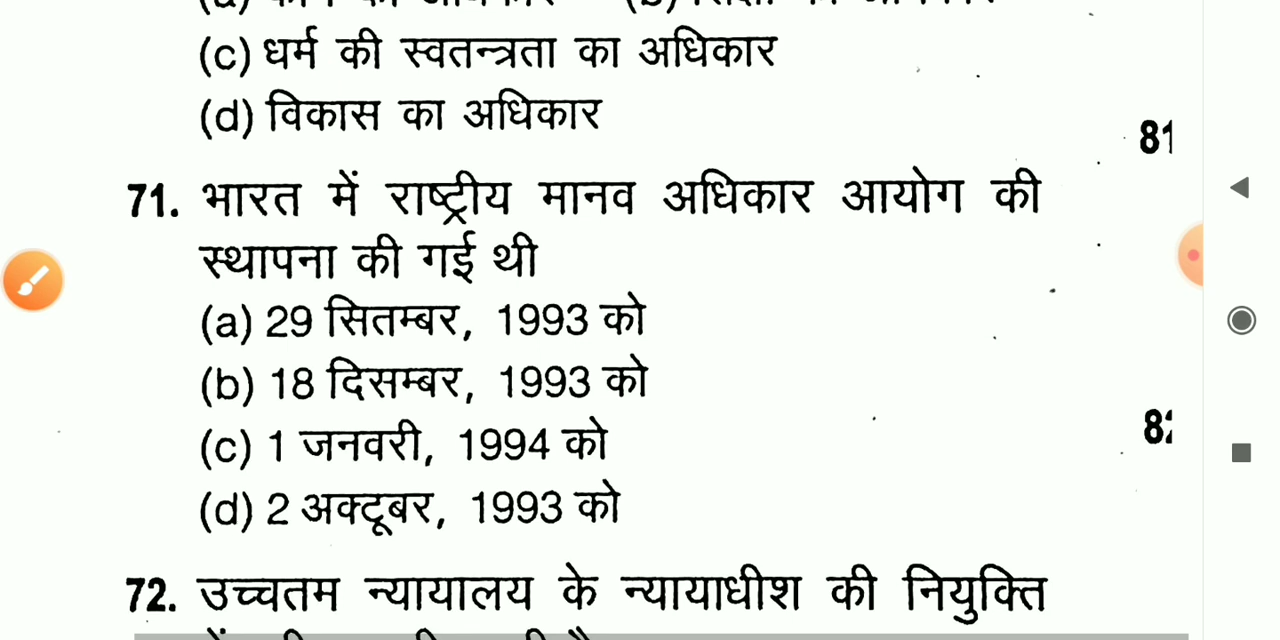 (c) धर्म की स्वतन्त्रता का अधिकार
(d) विकास का अधिकार
81
71. भारत में राष्ट्रीय मानव अधिकार आयोग की
स्थापना की गई थी
(a) 29 सितम्बर, 1993 को
(b) 18 दिसम्बर, 1993 को
(c) 1 जनवरी, 1994 को
(d) 2 अक्टूबर, 1993 को
72. उच्चतम न्यायालय के न्यायाधीश की नियुक्ति